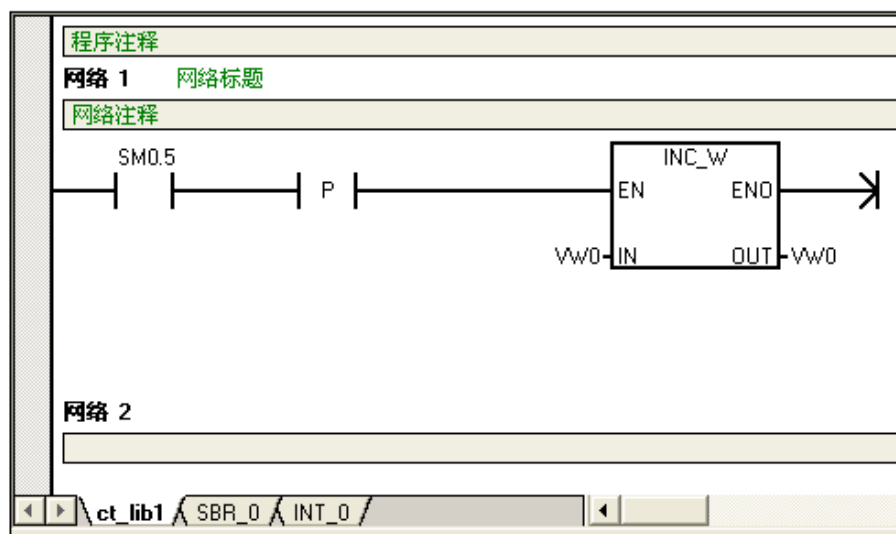 程序注释
网络 1 网络标题
网络注释
SM0.5 INC_W
P EN ENO
VW0 IN OUT VW0
网络 2
ct_lib1 SBR_0 INT_0